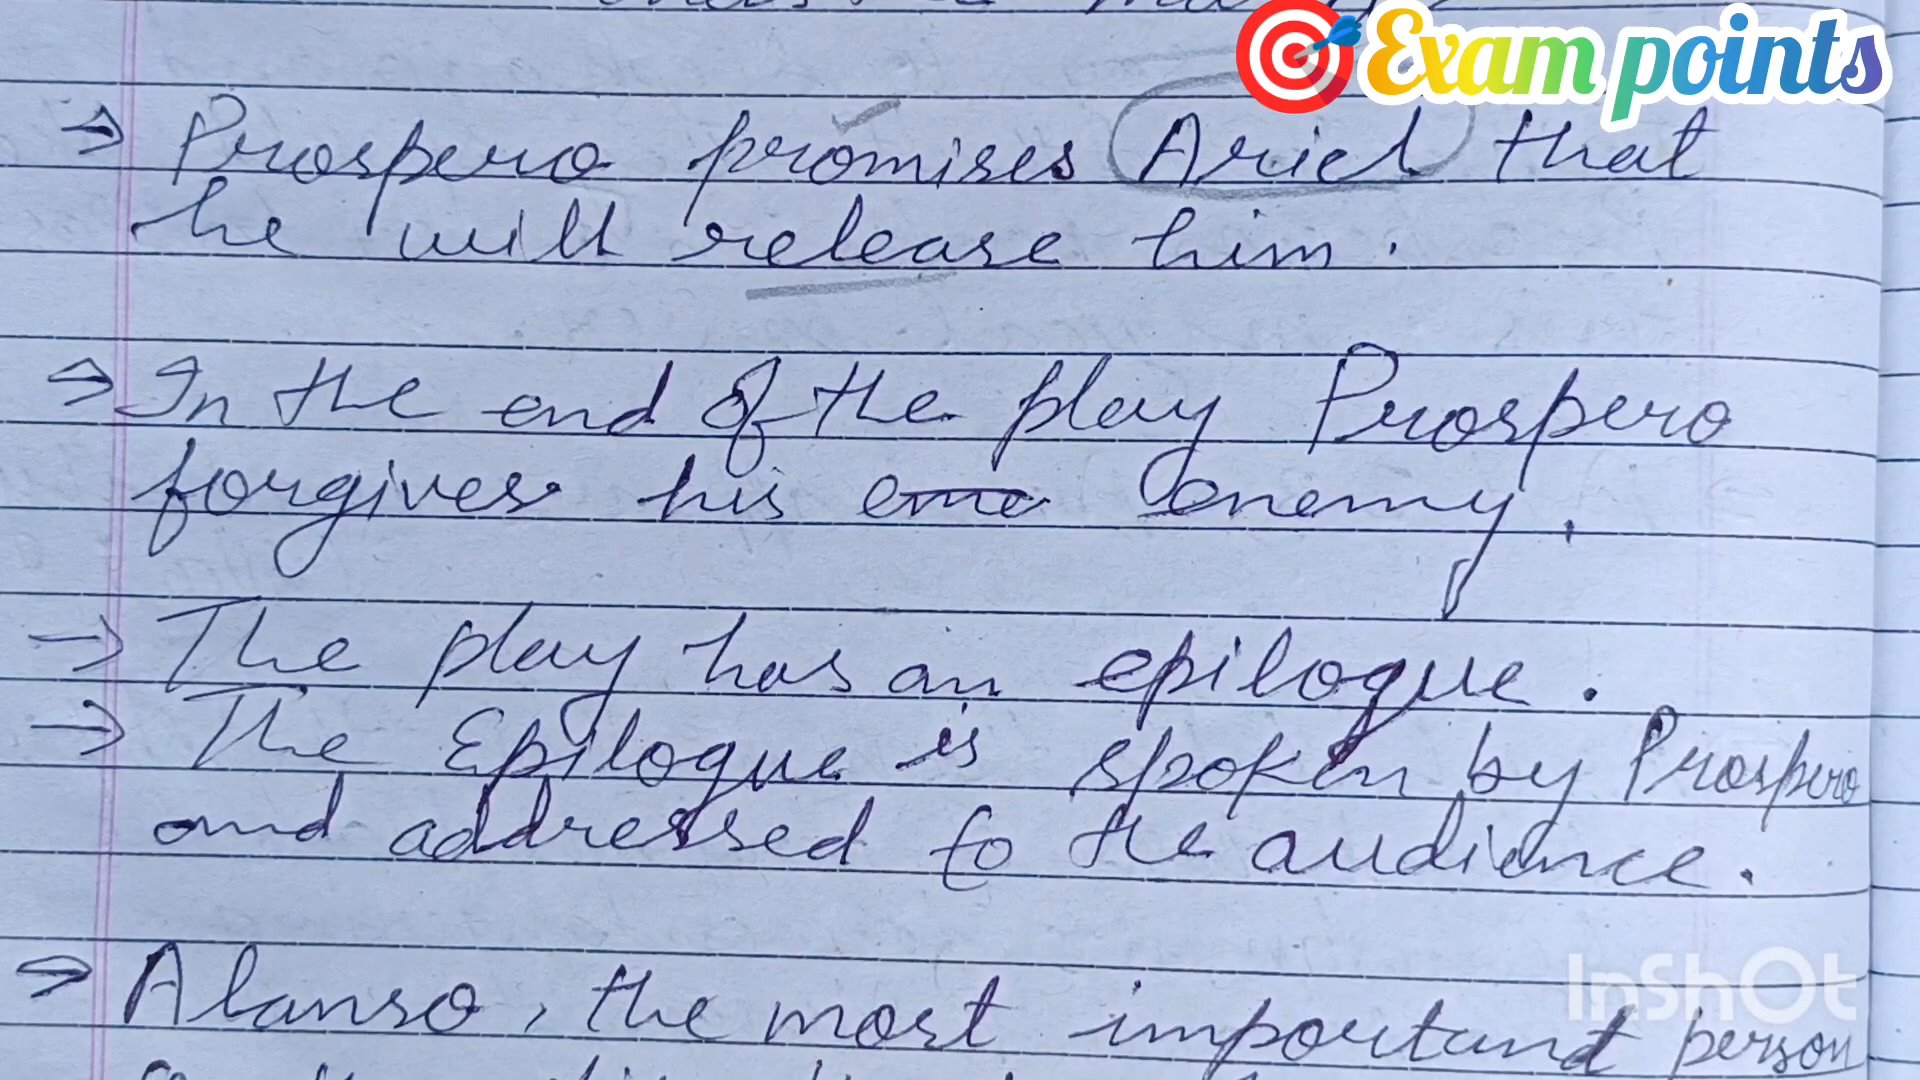 Exam points
⇒ Prospero promises Ariel that
he will release him.
⇒ In the end of the play Prospero
forgives his enemy.
→ The play has an epilogue.
→ The Epilogue is spoken by Prospero
and addressed to the audience.
⇒ Alanso, the most important person
InShOt